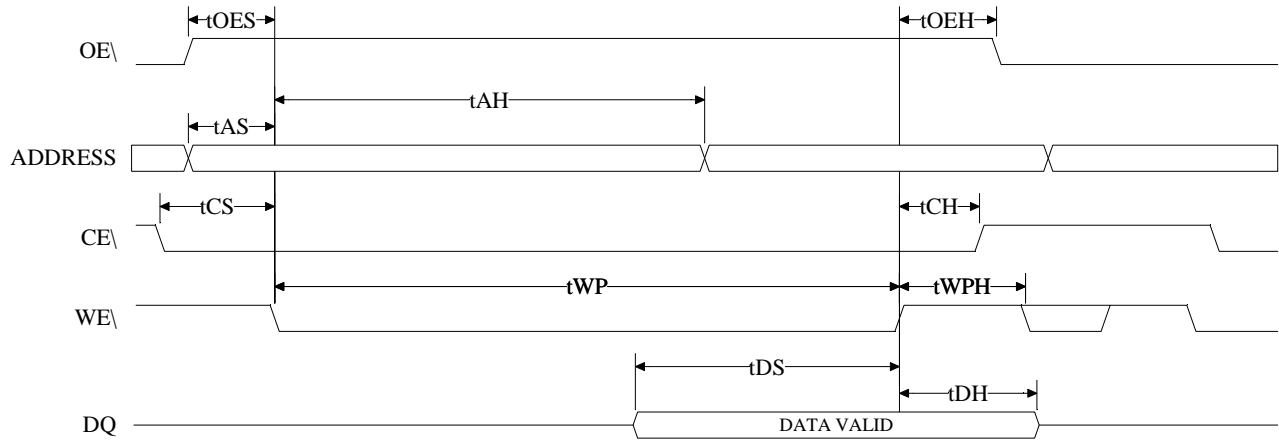 tOES
tOEH
OE\
tAH
tAS
ADDRESS
tCS
tCH
CE\
tWP
tWPH
WE\
tDS
tDH
DQ
DATA VALID